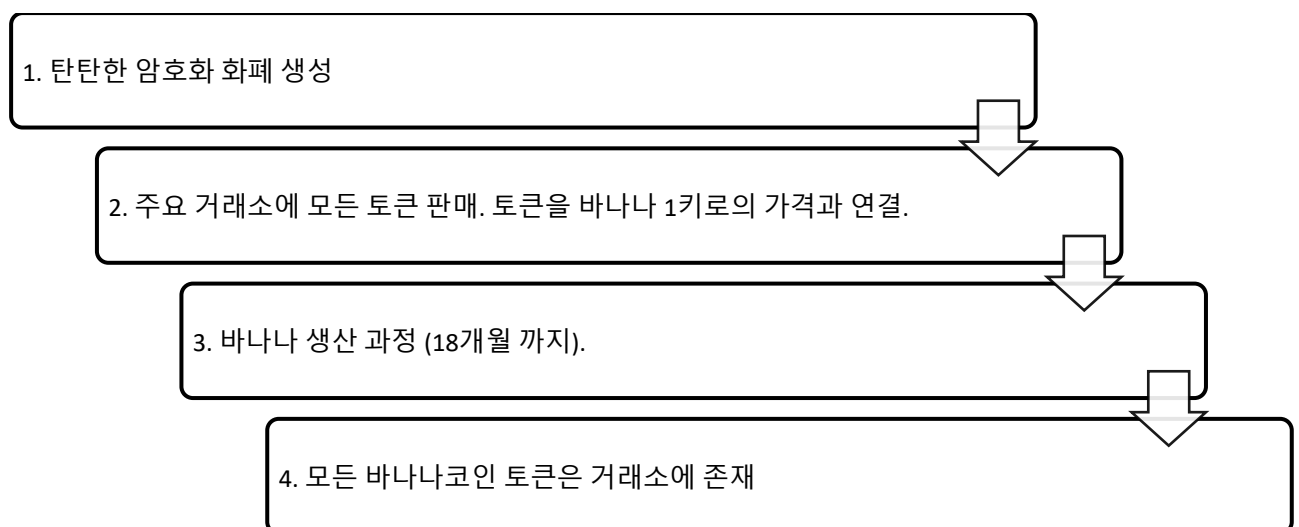 1. 탄탄한 암호화 화폐 생성
2. 주요 거래소에 모든 토큰 판매. 토큰을 바나나 1키로의 가격과 연결.
3. 바나나 생산 과정 (18개월 까지).
4. 모든 바나나코인 토큰은 거래소에 존재